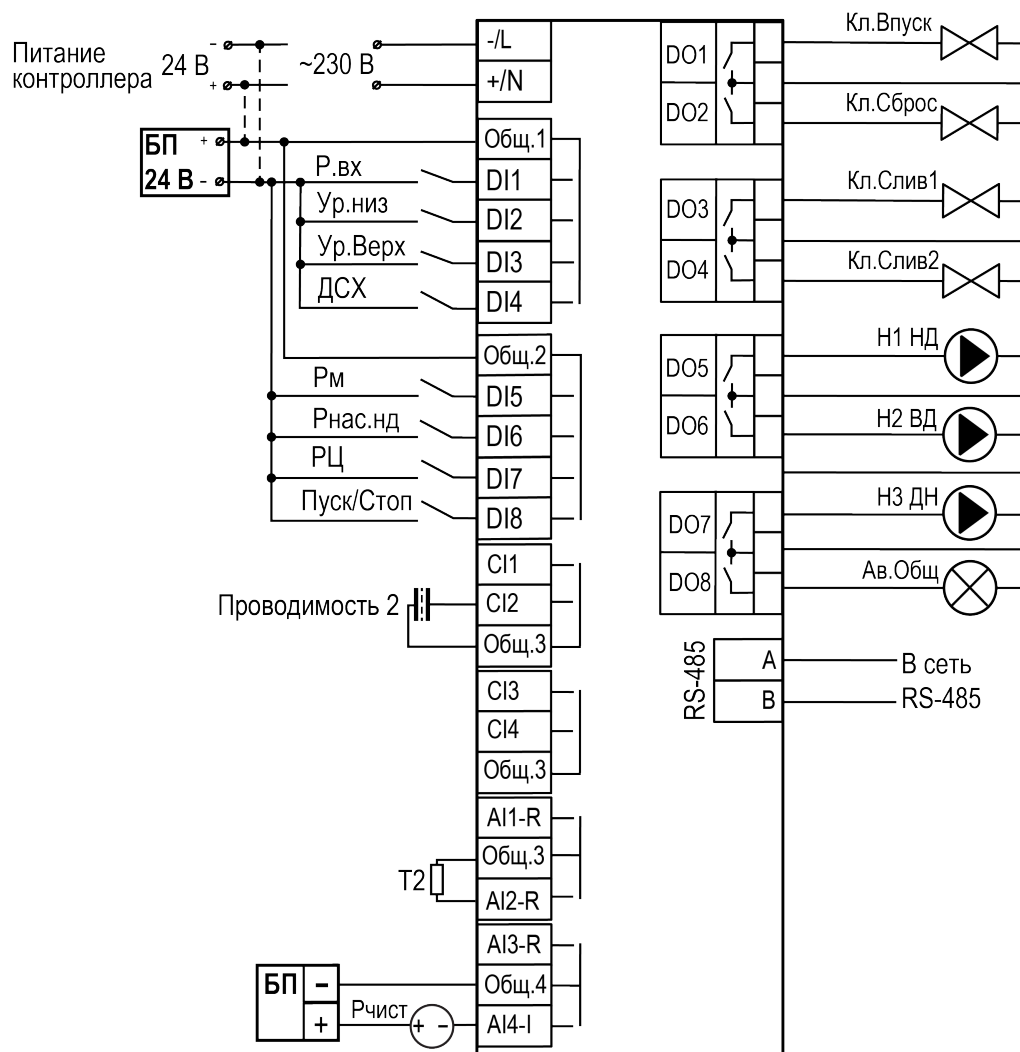 Питание
контроллера
- 24 В
+
~230 В
-/L
+/N
БП +
24 В -
Общ.1
Р.вх DI1
Ур.низ DI2
Ур.Верх DI3
ДСХ DI4
Общ.2
Рм DI5
Рнас.нд DI6
РЦ DI7
Пуск/Стоп DI8
CI1
Проводимость 2 CI2
Общ.3
CI3
CI4
Общ.3
AI1-R
Общ.3
T2
AI2-R
AI3-R
БП - Общ.4
+ Рчист + - AI4-I
DO1 Кл.Впуск
DO2 Кл.Сброс
DO3 Кл.Слив1
DO4 Кл.Слив2
DO5 Н1 НД
DO6 Н2 ВД
DO7 Н3 ДН
DO8 Ав.Общ
RS-485
A В сеть
B RS-485